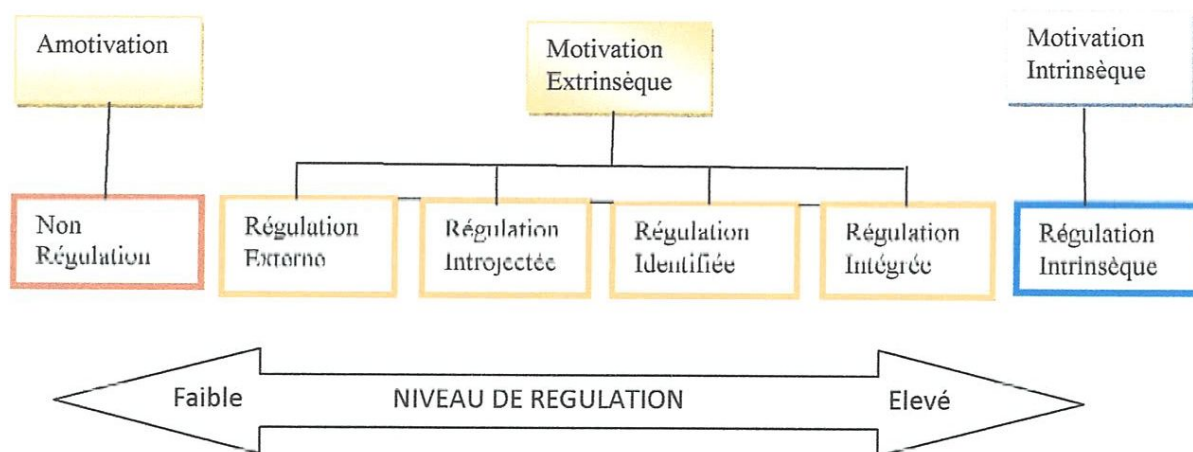 Amotivation
Motivation
Extrinsèque
Motivation
Intrinsèque
Non
Régulation
Régulation
Externe
Régulation
Introjectée
Régulation
Identifiée
Régulation
Intégrée
Régulation
Intrinsèque
Faible
NIVEAU DE REGULATION
Elevé